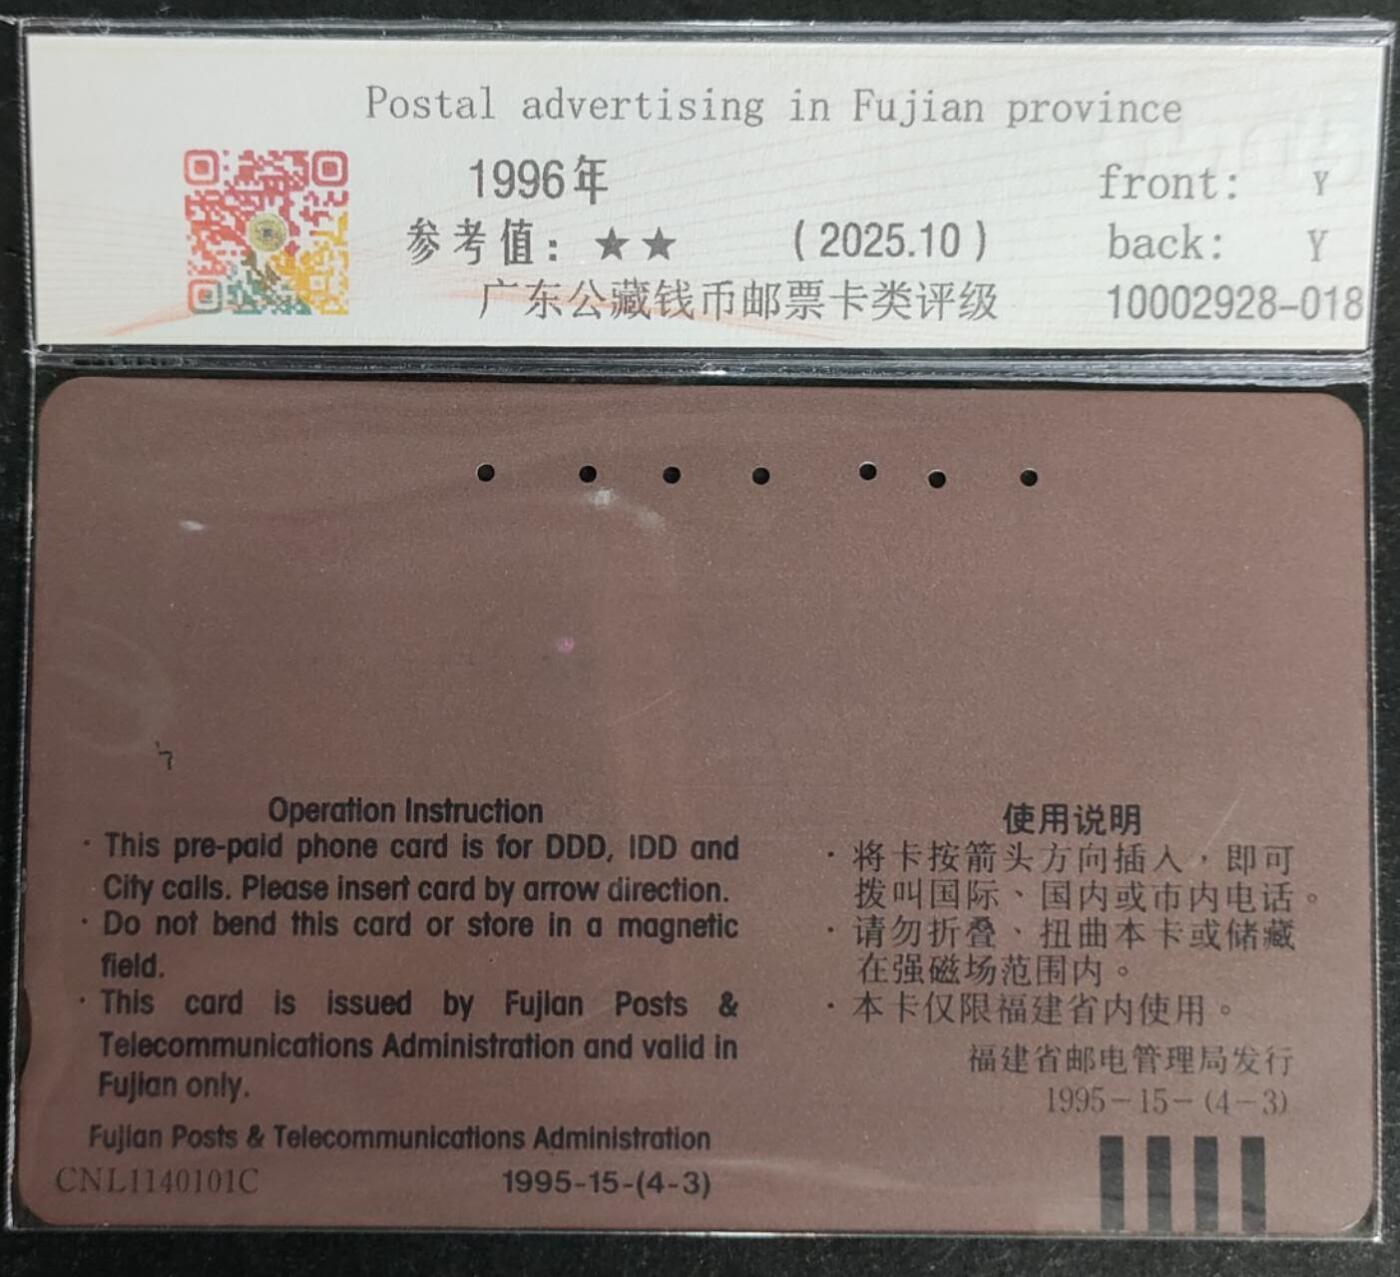 Postal advertising in Fujian province
1996年
front: Y
参考值：★★ (2025.10)
back: Y
广东公藏钱币邮票卡类评级
10002928-018
Operation Instruction
· This pre-paid phone card is for DDD, IDD and
City calls. Please insert card by arrow direction.
· Do not bend this card or store in a magnetic
field.
· This card is issued by Fujian Posts &
Telecommunications Administration and valid in
Fujian only.
Fujian Posts & Telecommunications Administration
CNL1140101C
1995-15-(4-3)
使用说明
· 将卡按箭头方向插入，即可
拨叫国际、国内或市内电话。
· 请勿折叠、扭曲本卡或储藏
在强磁场范围内。
· 本卡仅限福建省内使用。
福建省邮电管理局发行
1995-15-(4-3)